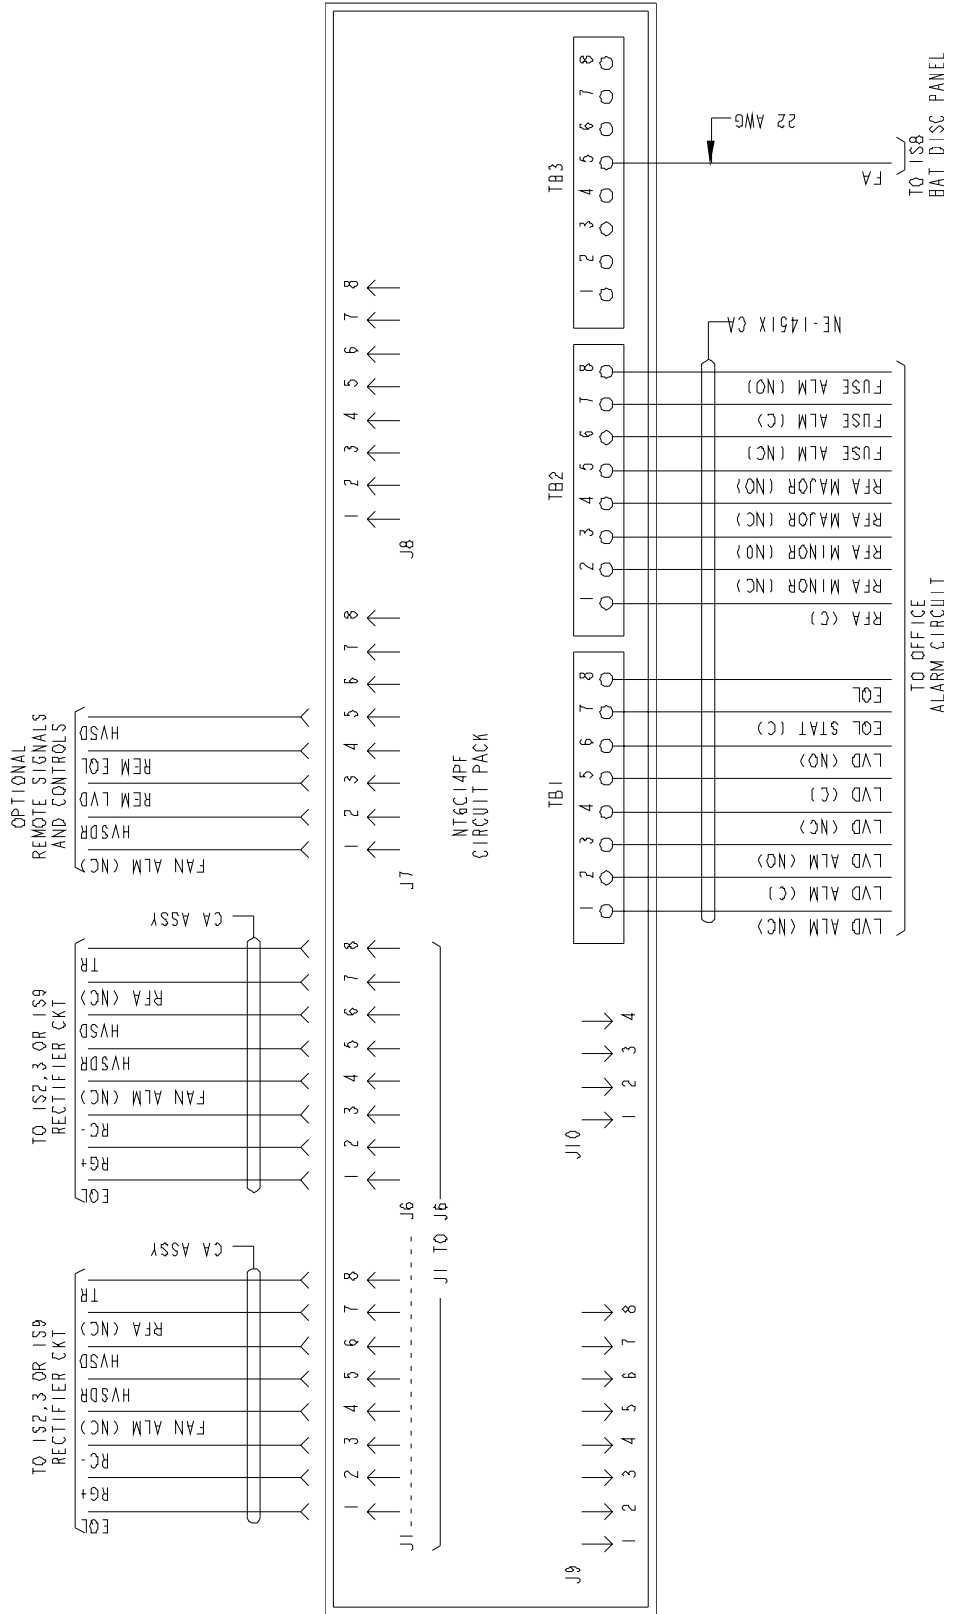 OPTIONAL
REMOTE SIGNALS
AND CONTROLS
HVSD
REM EQL
REM LVD
HVSDR
FAN ALM (NC)
TO IS2,3 OR IS9
RECTIFIER CKT
CA ASSY
TR
RFA (NC)
HVSD
HVSDR
FAN ALM (NC)
RC-
RG+
EQL
TO IS2,3 OR IS9
RECTIFIER CKT
CA ASSY
TR
RFA (NC)
HVSD
HVSDR
FAN ALM (NC)
RC-
RG+
EQL
8
7
6
5
4
3
2
1
J8
8
7
6
5
4
3
2
1
J7
8
7
6
5
4
3
2
1
J6
8
7
6
5
4
3
2
1
J1
J1 TO J6
NT6C14PF
CIRCUIT PACK
TB3
8
7
6
5
4
3
2
1
22 AWG
FA
TO IS8
BAT DISC PANEL
TB2
8
7
6
5
4
3
2
1
NE-1451X CA
FUSE ALM (NO)
FUSE ALM (C)
FUSE ALM (NC)
RFA MAJOR (NO)
RFA MAJOR (NC)
RFA MINOR (NO)
RFA MINOR (NC)
RFA (C)
TB1
8
7
6
5
4
3
2
1
EQL
EQL STAT (C)
LVD (NO)
LVD (C)
LVD (NC)
LVD ALM (NO)
LVD ALM (C)
LVD ALM (NC)
TO OFFICE
ALARM CIRCUIT
J10
4
3
2
1
J9
8
7
6
5
4
3
2
1